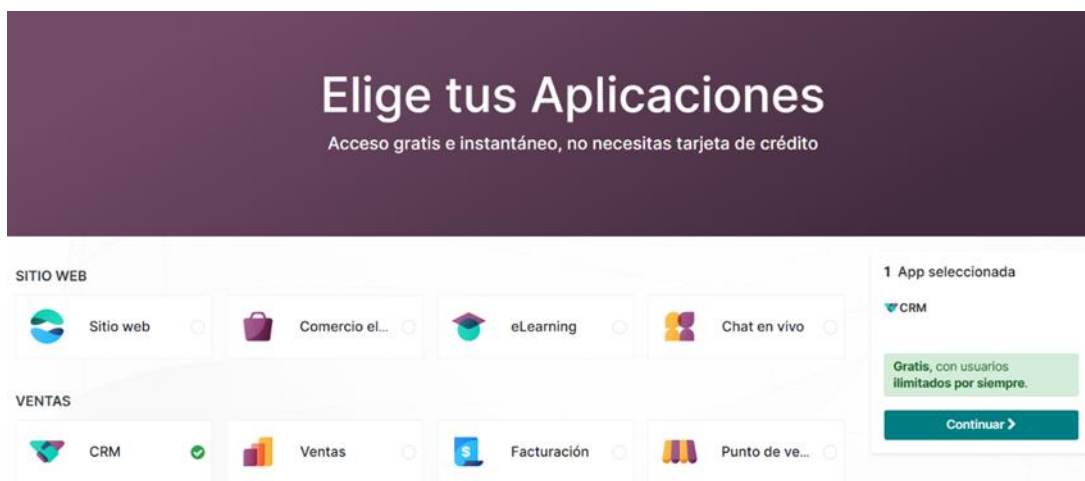 Elige tus Aplicaciones
Acceso gratis e instantáneo, no necesitas tarjeta de crédito
SITIO WEB
Sitio web
Comercio el...
eLearning
Chat en vivo
VENTAS
CRM
Ventas
$
Facturación
Punto de ve...
1 App seleccionada
CRM
Gratis, con usuarios
ilimitados por siempre.
Continuar